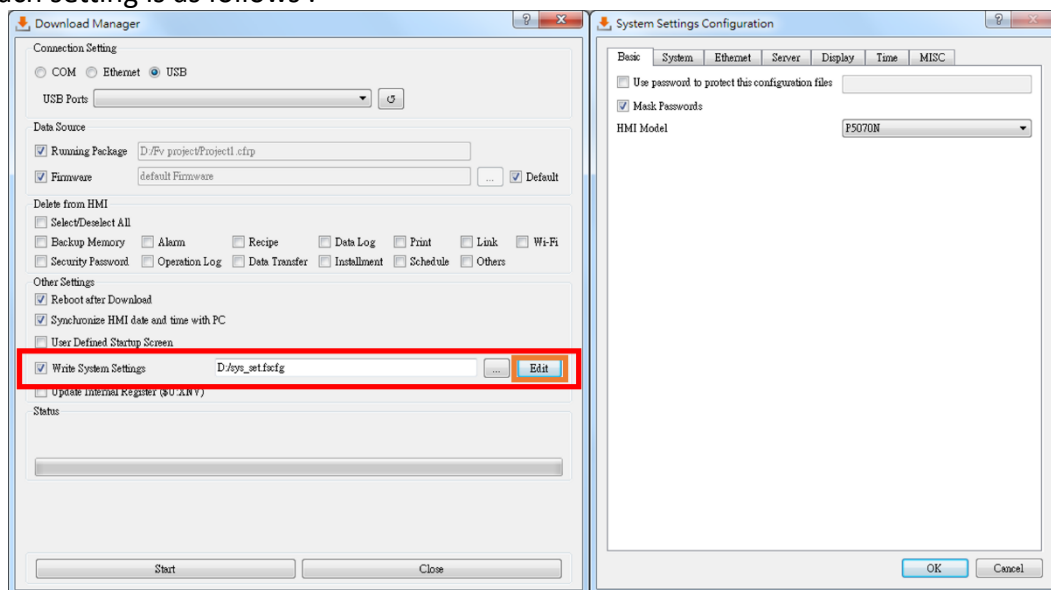 ach setting is as follows :
Download Manager
Connection Setting
COM Ethernet USB
USB Ports
Data Source
Running Package D:/Fv project/Project1.cfrp
Firmware default Firmware ... Default
Delete from HMI
Select/Deselect All
Backup Memory Alarm Recipe Data Log Print Link Wi-Fi
Security Password Operation Log Data Transfer Installment Schedule Others
Other Settings
Reboot after Download
Synchronize HMI date and time with PC
User Defined Startup Screen
Write System Settings D:/sys_set.fscfg ... Edit
Update Internal Register ($U:XNV)
Status
Start Close
System Settings Configuration
Basic System Ethernet Server Display Time MISC
Use password to protect this configuration files
Mask Passwords
HMI Model P5070N
OK Cancel